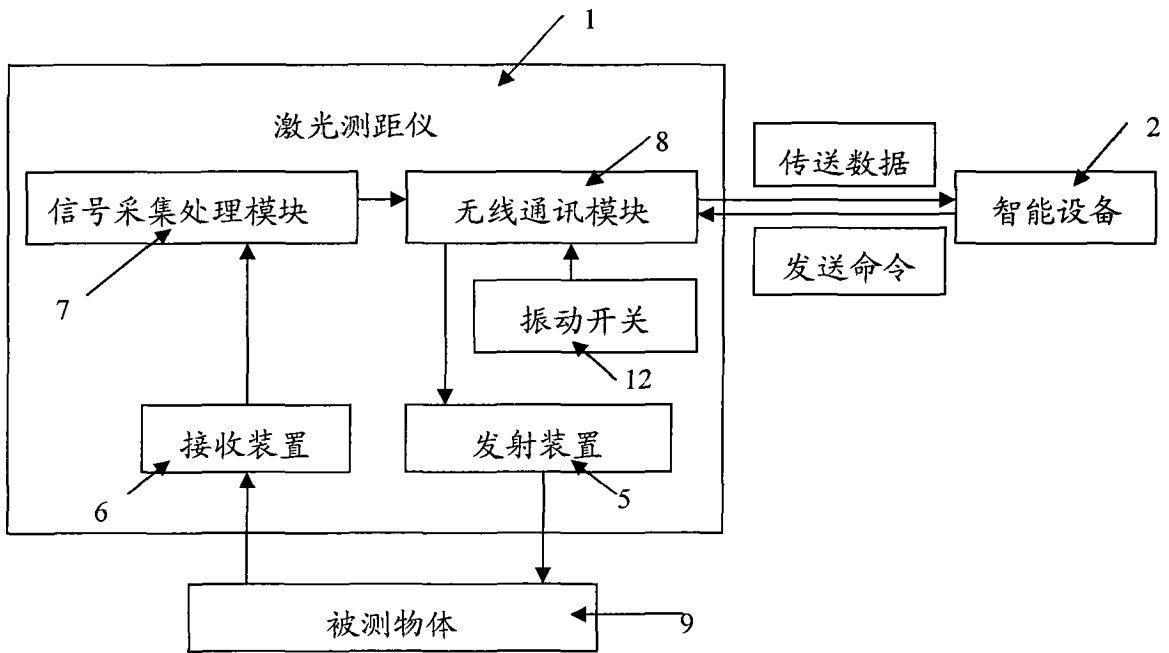 1
激光测距仪
8
传送数据
2
信号采集处理模块
无线通讯模块
智能设备
7
发送命令
振动开关
12
接收装置
发射装置
6
5
被测物体
9